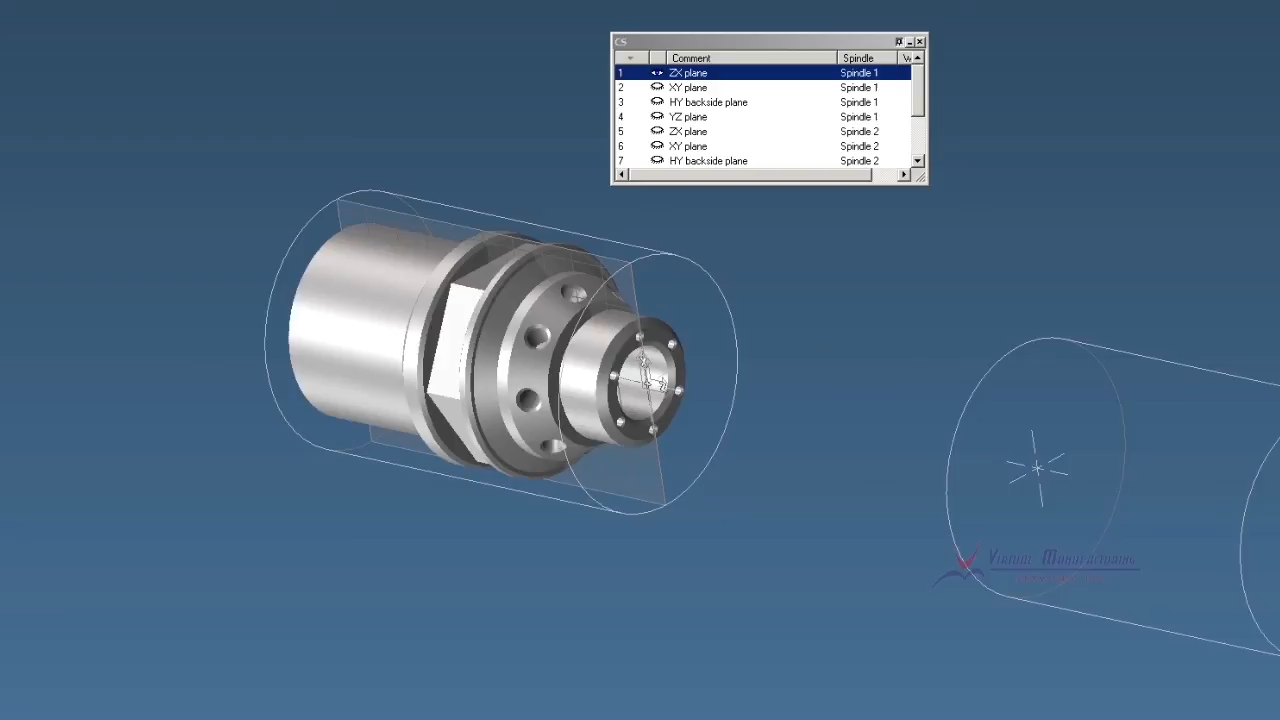 CS
Comment Spindle W
1 ZX plane Spindle 1
2 XY plane Spindle 1
3 HY backside plane Spindle 1
4 YZ plane Spindle 1
5 ZX plane Spindle 2
6 XY plane Spindle 2
7 HY backside plane Spindle 2
Virtual Manufacturing